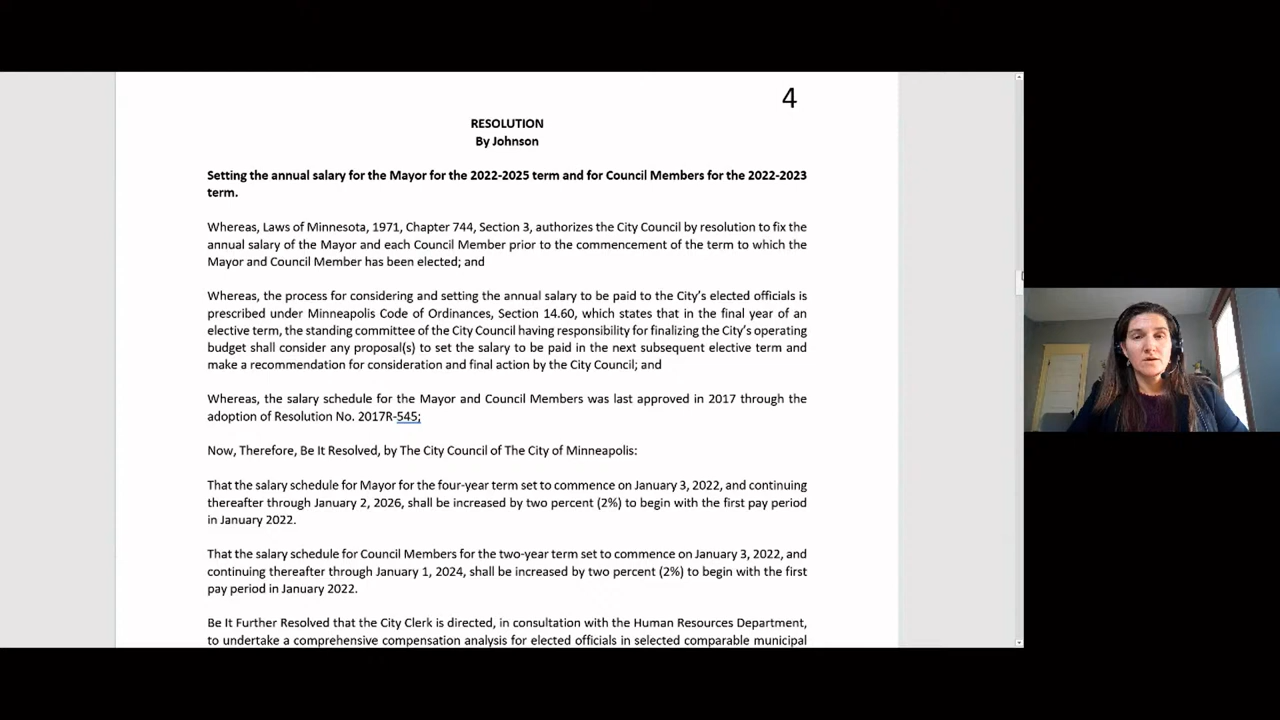 4
RESOLUTION
By Johnson
Setting the annual salary for the Mayor for the 2022-2025 term and for Council Members for the 2022-2023
term.
Whereas, Laws of Minnesota, 1971, Chapter 744, Section 3, authorizes the City Council by resolution to fix the
annual salary of the Mayor and each Council Member prior to the commencement of the term to which the
Mayor and Council Member has been elected; and
Whereas, the process for considering and setting the annual salary to be paid to the City's elected officials is
prescribed under Minneapolis Code of Ordinances, Section 14.60, which states that in the final year of an
elective term, the standing committee of the City Council having responsibility for finalizing the City's operating
budget shall consider any proposal(s) to set the salary to be paid in the next subsequent elective term and
make a recommendation for consideration and final action by the City Council; and
Whereas, the salary schedule for the Mayor and Council Members was last approved in 2017 through the
adoption of Resolution No. 2017R-545;
Now, Therefore, Be It Resolved, by The City Council of The City of Minneapolis:
That the salary schedule for Mayor for the four-year term set to commence on January 3, 2022, and continuing
thereafter through January 2, 2026, shall be increased by two percent (2%) to begin with the first pay period
in January 2022.
That the salary schedule for Council Members for the two-year term set to commence on January 3, 2022, and
continuing thereafter through January 1, 2024, shall be increased by two percent (2%) to begin with the first
pay period in January 2022.
Be It Further Resolved that the City Clerk is directed, in consultation with the Human Resources Department,
to undertake a comprehensive compensation analysis for elected officials in selected comparable municipal